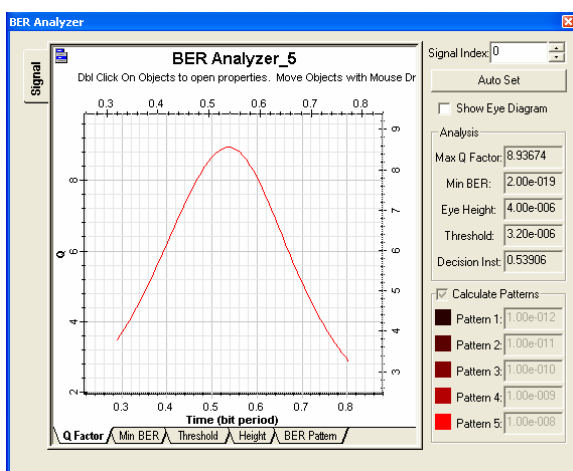 BER Analyzer
Signal
BER Analyzer_5
Dbl Click On Objects to open properties. Move Objects with Mouse Dr
0.3 0.4 0.5 0.6 0.7 0.8
Q
8
6
4
2
9
8
7
6
5
4
3
0.3 0.4 0.5 0.6 0.7 0.8
Time (bit period)
Q Factor Min BER Threshold Height BER Pattern
Signal Index: 0
Auto Set
Show Eye Diagram
Analysis
Max Q Factor: 8.93674
Min BER: 2.00e-019
Eye Height: 4.00e-006
Threshold: 3.20e-006
Decision Inst: 0.53906
Calculate Patterns
Pattern 1: 1.00e-012
Pattern 2: 1.00e-011
Pattern 3: 1.00e-010
Pattern 4: 1.00e-009
Pattern 5: 1.00e-008